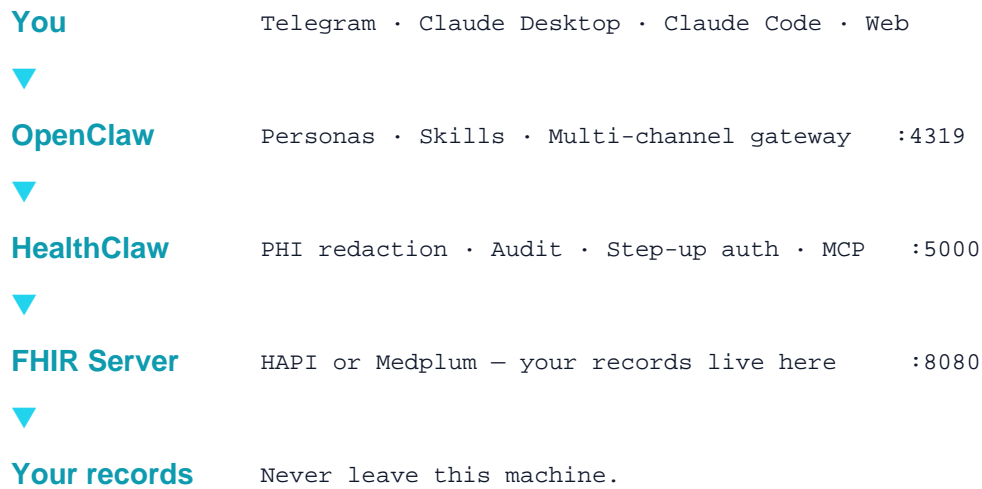 You Telegram · Claude Desktop · Claude Code · Web
OpenClaw Personas · Skills · Multi-channel gateway :4319
HealthClaw PHI redaction · Audit · Step-up auth · MCP :5000
FHIR Server HAPI or Medplum — your records live here :8080
Your records Never leave this machine.